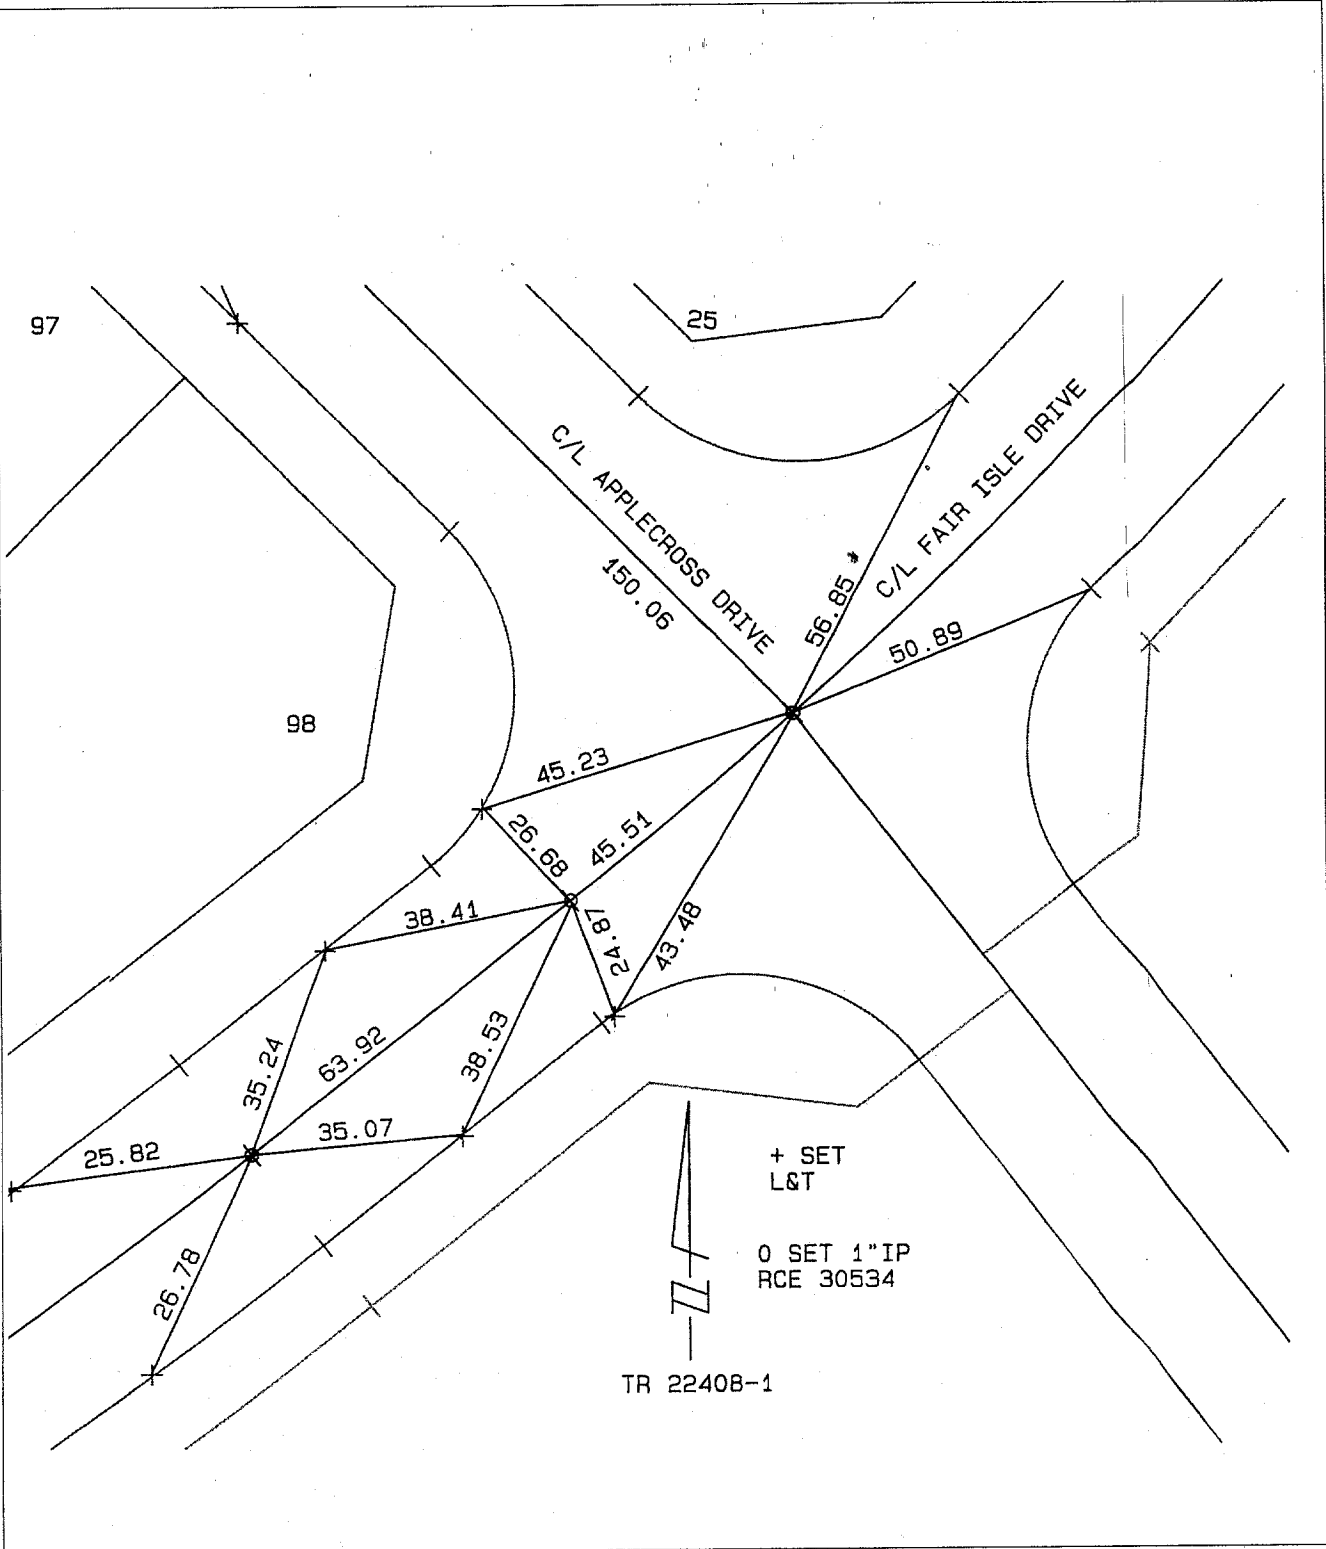 97
25
C/L APPLECROSS DRIVE
150.06
C/L FAIR ISLE DRIVE
56.85 *
50.89
98
45.23
26.68
45.51
38.41
24.87
43.48
35.24
63.92
38.53
25.82
35.07
26.78
+ SET
L&T
O SET 1"IP
RCE 30534
TR 22408-1